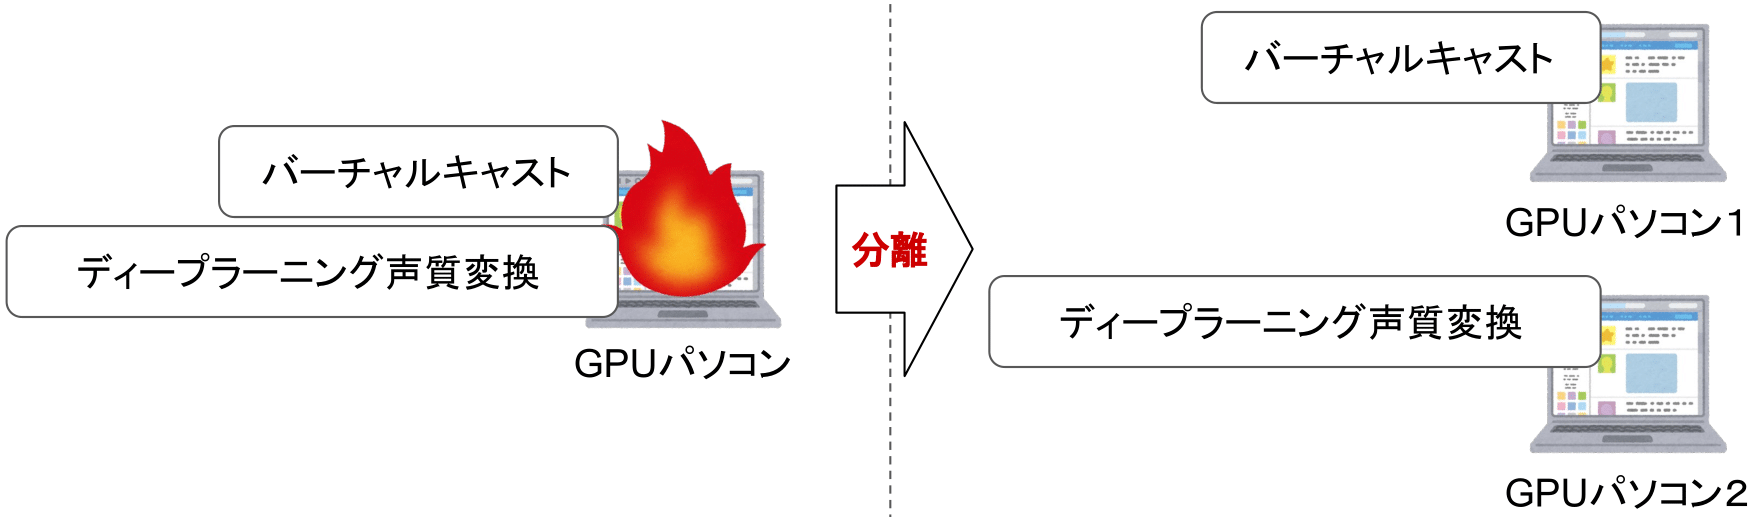 バーチャルキャスト
ディープラーニング声質変換
GPUパソコン
分離
バーチャルキャスト
GPUパソコン１
ディープラーニング声質変換
GPUパソコン２